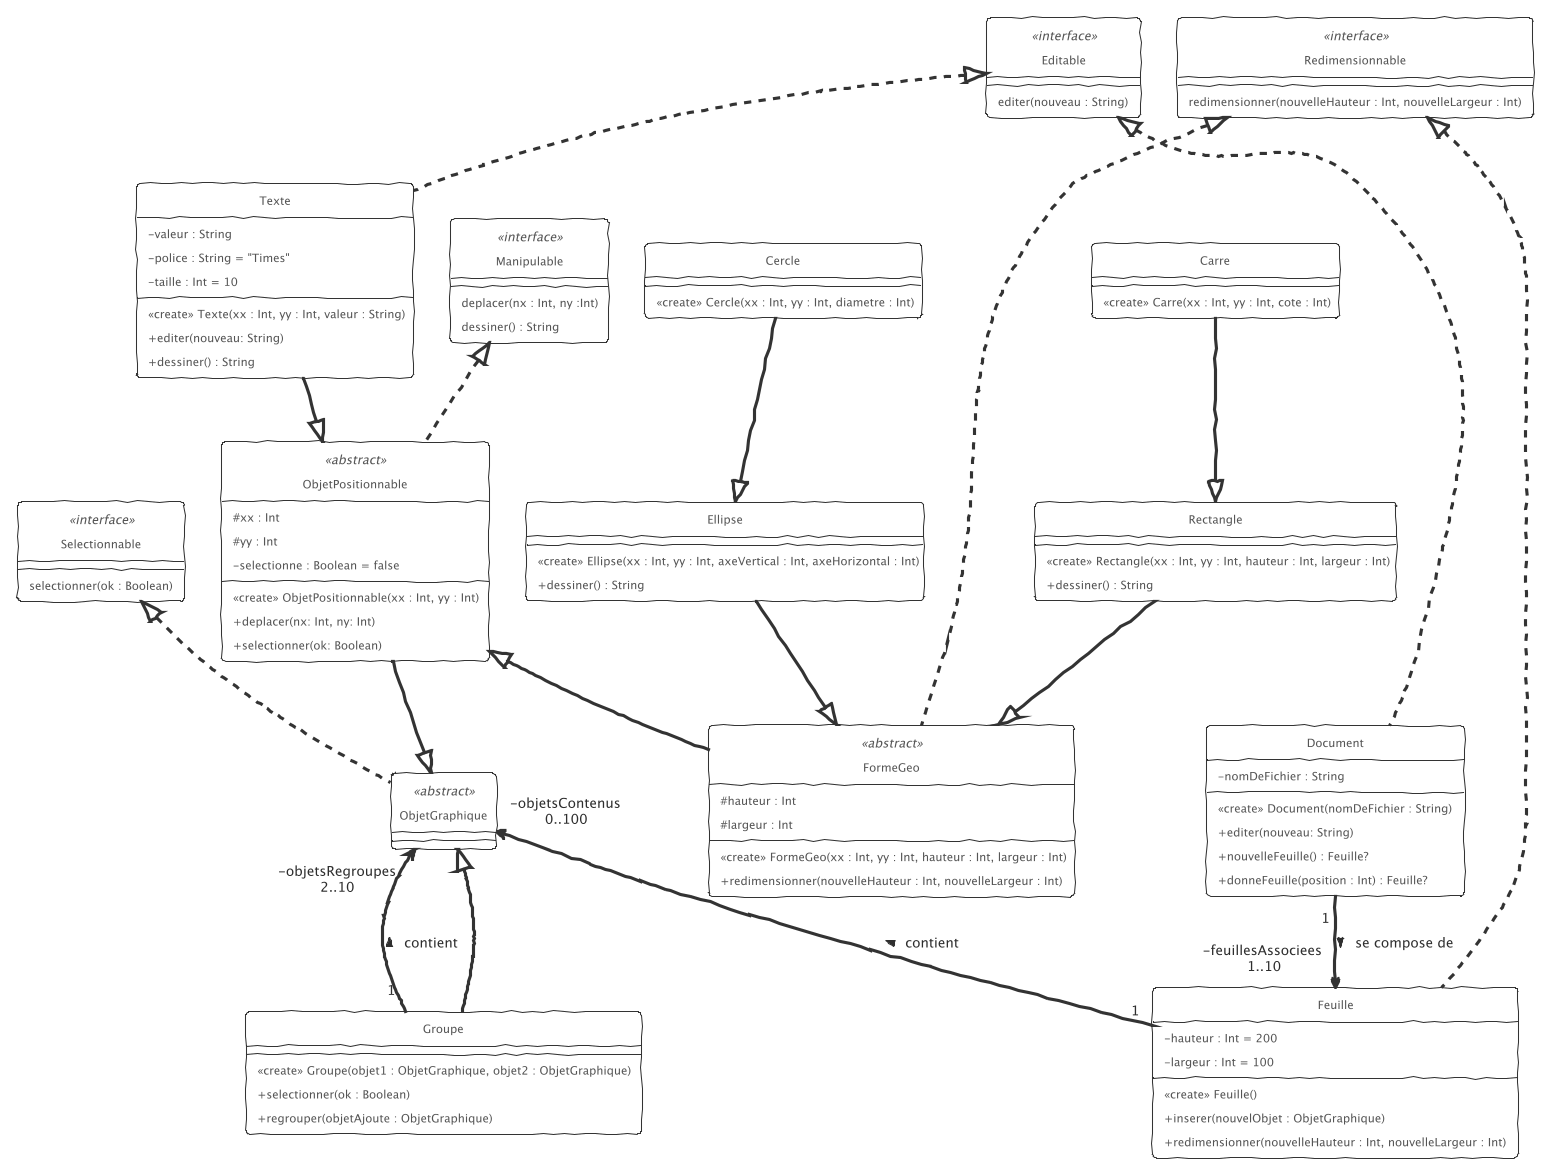 «interface»
Editable
editer(nouveau : String)
«interface»
Redimensionnable
redimensionner(nouvelleHauteur : Int, nouvelleLargeur : Int)
Texte
-valeur : String
-police : String = "Times"
-taille : Int = 10
«create» Texte(xx : Int, yy : Int, valeur : String)
+editer(nouveau: String)
+dessiner() : String
«interface»
Manipulable
deplacer(nx : Int, ny :Int)
dessiner() : String
Cercle
«create» Cercle(xx : Int, yy : Int, diametre : Int)
Carre
«create» Carre(xx : Int, yy : Int, cote : Int)
«interface»
Selectionnable
selectionner(ok : Boolean)
«abstract»
ObjetPositionnable
#xx : Int
#yy : Int
-selectionne : Boolean = false
«create» ObjetPositionnable(xx : Int, yy : Int)
+deplacer(nx: Int, ny: Int)
+selectionner(ok: Boolean)
Ellipse
«create» Ellipse(xx : Int, yy : Int, axeVertical : Int, axeHorizontal : Int)
+dessiner() : String
Rectangle
«create» Rectangle(xx : Int, yy : Int, hauteur : Int, largeur : Int)
+dessiner() : String
«abstract»
ObjetGraphique
-objetsContenus
0..100
-objetsRegroupes
2..10
contient
1
«abstract»
FormeGeo
#hauteur : Int
#largeur : Int
«create» FormeGeo(xx : Int, yy : Int, hauteur : Int, largeur : Int)
+redimensionner(nouvelleHauteur : Int, nouvelleLargeur : Int)
Document
-nomDeFichier : String
«create» Document(nomDeFichier : String)
+editer(nouveau: String)
+nouvelleFeuille() : Feuille?
+donneFeuille(position : Int) : Feuille?
1
contient
se compose de
-feuillesAssociees
1..10
1
Groupe
«create» Groupe(objet1 : ObjetGraphique, objet2 : ObjetGraphique)
+selectionner(ok : Boolean)
+regrouper(objetAjoute : ObjetGraphique)
Feuille
-hauteur : Int = 200
-largeur : Int = 100
«create» Feuille()
+inserer(nouvelObjet : ObjetGraphique)
+redimensionner(nouvelleHauteur : Int, nouvelleLargeur : Int)